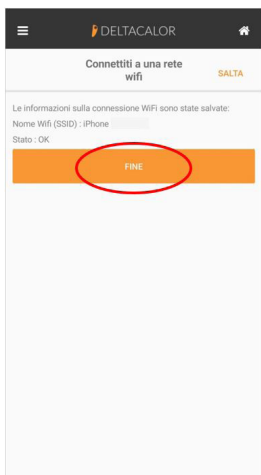 DELTACALOR
Connettiti a una rete
wifi
SALTA
Le informazioni sulla connessione WiFi sono state salvate:
Nome Wifi (SSID) : iPhone
Stato : OK
FINE